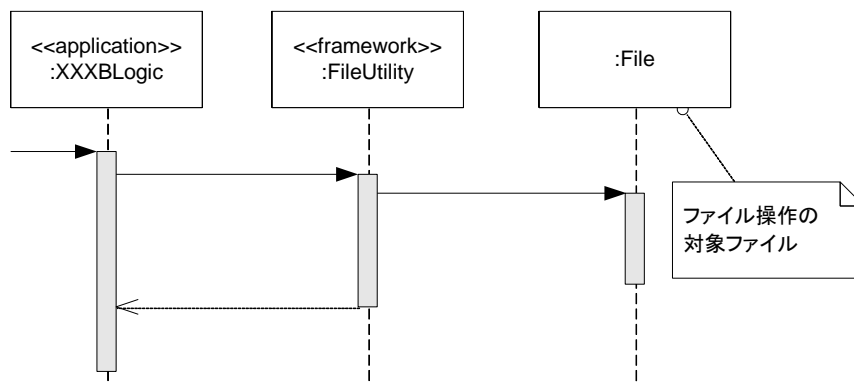 <<application>>
:XXXBLogic
<<framework>>
:FileUtility
:File
ファイル操作の
対象ファイル